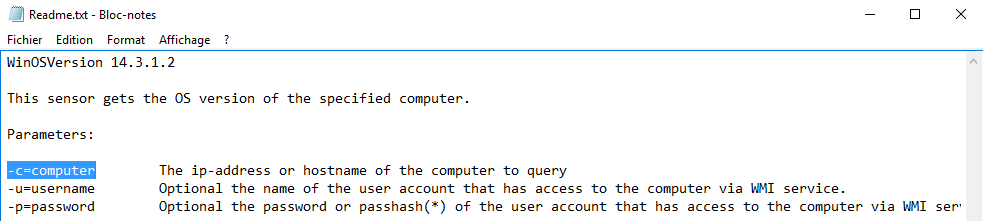 Readme.txt - Bloc-notes
Fichier Edition Format Affichage ?
WinOSVersion 14.3.1.2
This sensor gets the OS version of the specified computer.
Parameters:
-c=computer The ip-address or hostname of the computer to query
-u=username Optional the name of the user account that has access to the computer via WMI service.
-p=password Optional the password or passhash(*) of the user account that has access to the computer via WMI serv